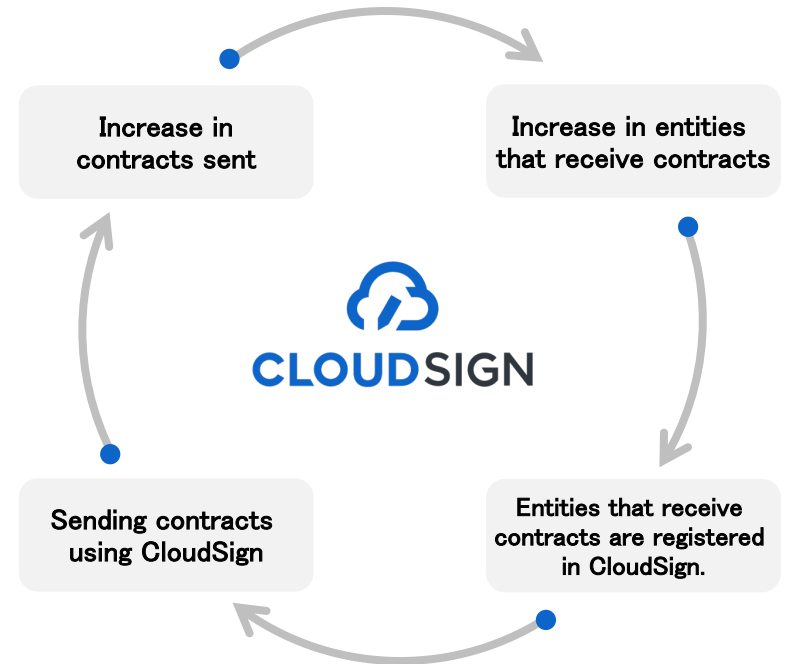 Increase in
contracts sent
Increase in entities
that receive contracts
CLOUDSIGN
Sending contracts
using CloudSign
Entities that receive
contracts are registered
in CloudSign.